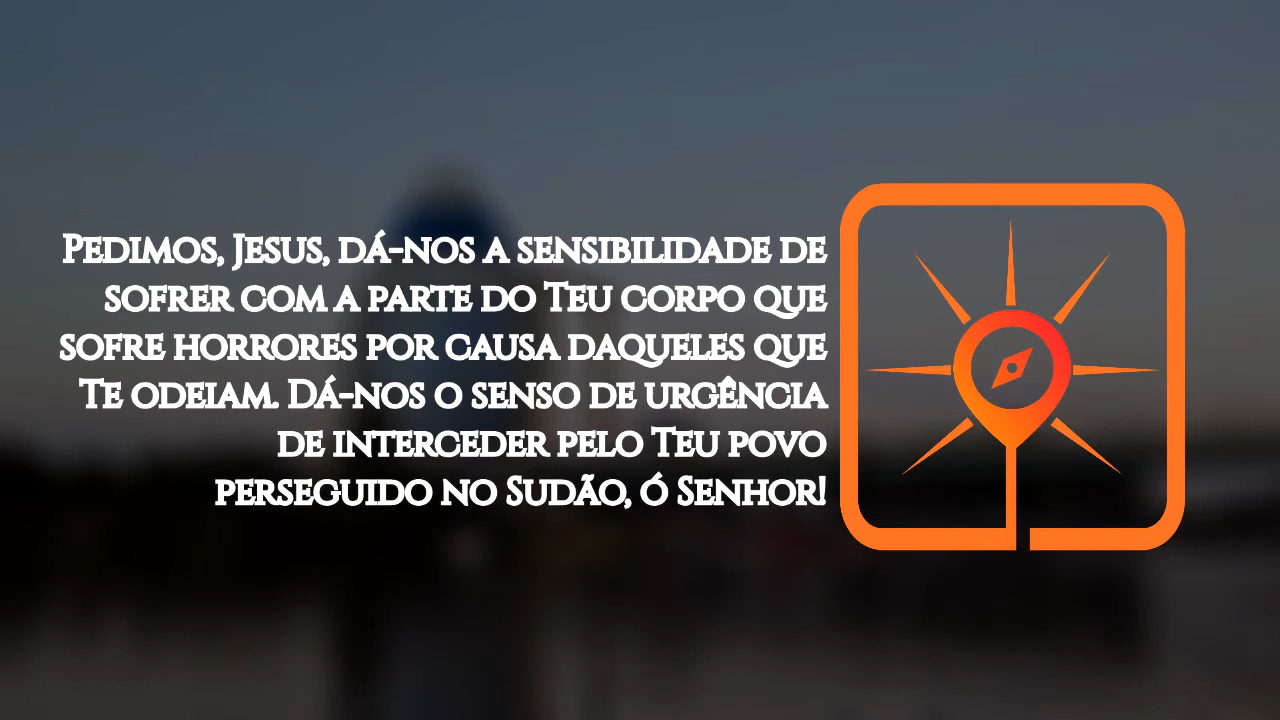 Pedimos, Jesus, dá-nos a sensibilidade de
sofrer com a parte do Teu corpo que
sofre horrores por causa daqueles que
Te odeiam. Dá-nos o senso de urgência
de interceder pelo Teu povo
perseguido no Sudão, ó Senhor!